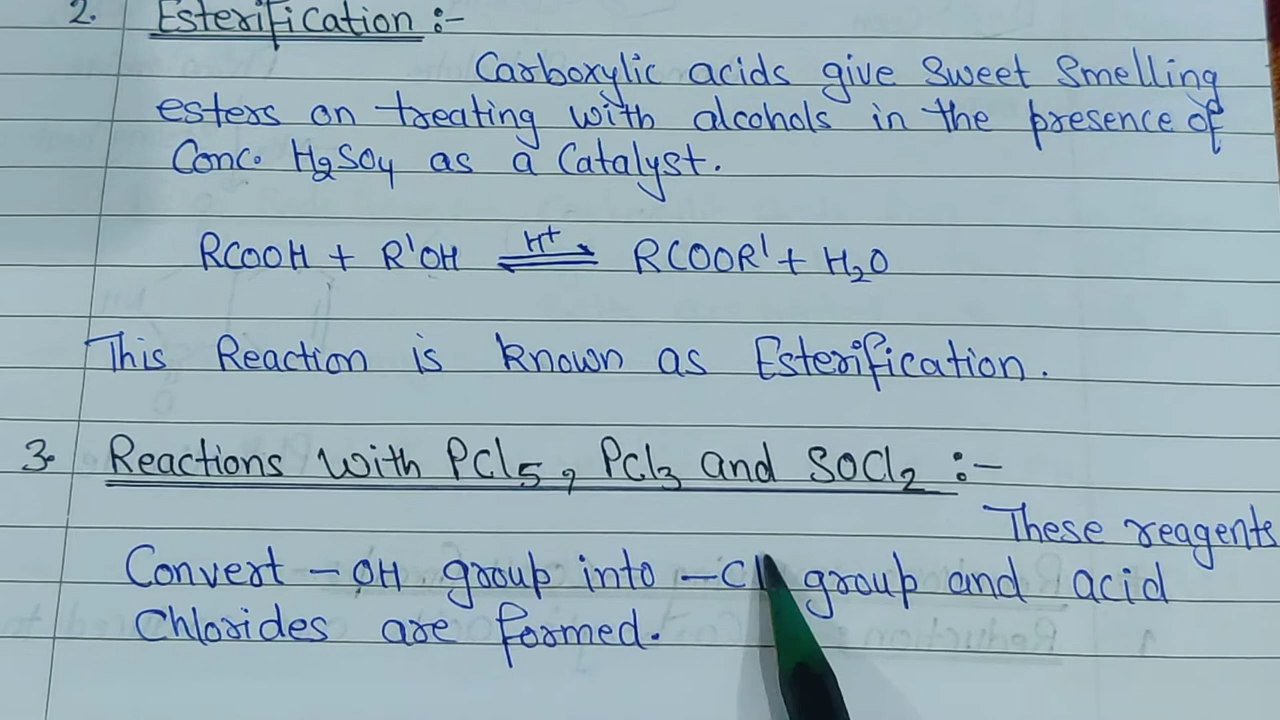 2. Esterification :-
Carboxylic acids give Sweet Smelling
esters on treating with alcohols in the presence of
Conc. H₂SO₄ as a Catalyst.
RCOOH + R'OH ⇌ H⁺ RCOOR' + H₂O
This Reaction is known as Esterification.
3. Reactions with PCl₅, PCl₃ and SOCl₂ :-
These reagents
Convert -OH group into -Cl group and acid
Chlorides are formed.